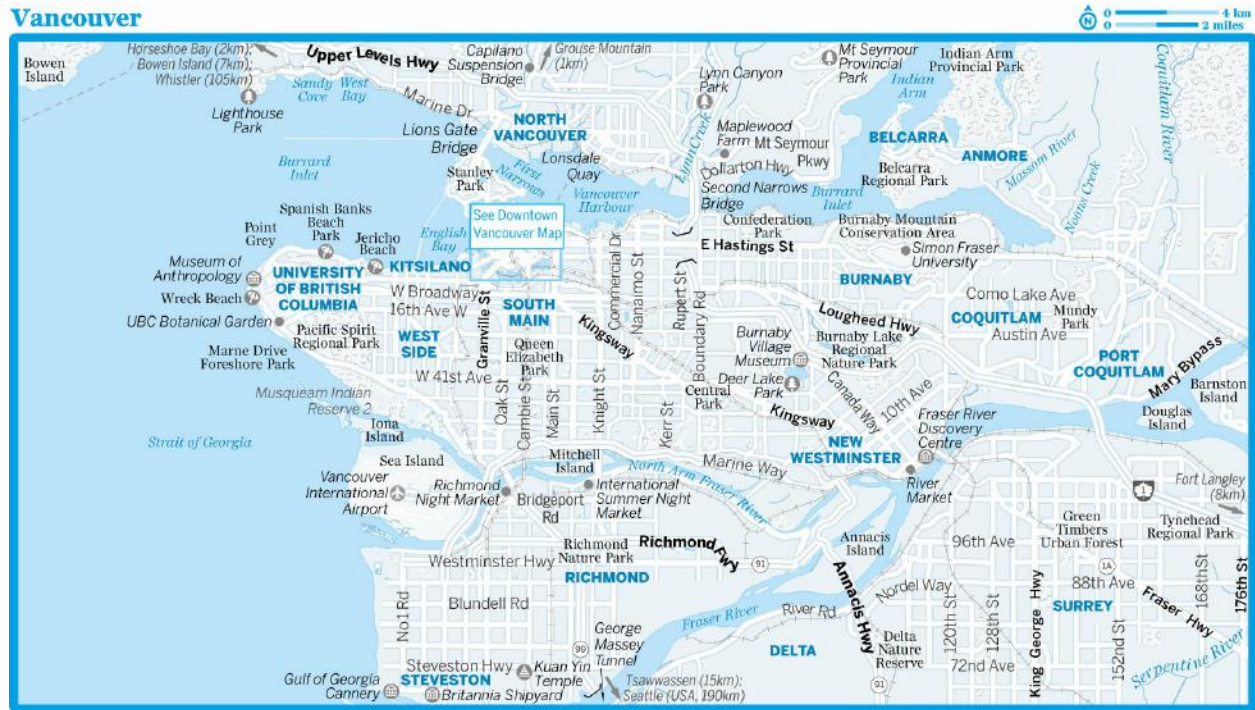 Vancouver
N
0
4 km
0
2 miles
Bowen
Island
Horseshoe Bay (2km);
Bowen Island (7km);
Whistler (105km)
Upper Levels Hwy
Capilano
Suspension
Bridge
Grouse Mountain
(1km)
Mt Seymour
Provincial
Park
Indian Arm
Provincial Park
Indian
Arm
Coquitlam River
Sandy
Cove
West
Bay
Marine Dr
Lynn Canyon
Park
Lighthouse
Park
Lions Gate
Bridge
NORTH
VANCOUVER
Lynn Creek
Maplewood
Farm
Mt Seymour
Pkwy
BELCARRA
ANMORE
Mossom River
Noons Creek
Burrard
Inlet
Stanley
Park
First
Narrows
Lonsdale
Quay
Dollarton Hwy
Belcarra
Regional Park
Vancouver
Harbour
Second Narrows
Bridge
Burrard
Inlet
See Downtown
Vancouver Map
Spanish Banks
Beach
Park
Point
Grey
Jericho
Beach
English
Bay
Confederation
Park
Burnaby Mountain
Conservation Area
E Hastings St
Simon Fraser
University
Museum of
Anthropology
UNIVERSITY
OF BRITISH
COLUMBIA
KITSILANO
BURNABY
Wreck Beach
W Broadway
16th Ave W
Granville St
SOUTH
MAIN
Commercial Dr
Nanaimo St
Rupert St
Boundary Rd
Como Lake Ave
Lougheed Hwy
COQUITLAM
Mundy
Park
Austin Ave
UBC Botanical Garden
Pacific Spirit
Regional Park
WEST
SIDE
Kingsway
Queen
Elizabeth
Park
Burnaby
Village
Museum
Burnaby Lake
Regional
Nature Park
Marne Drive
Foreshore Park
W 41st Ave
Deer Lake
Park
PORT
COQUITLAM
Mary Bypass
Barnston
Island
Musqueam Indian
Reserve 2
Oak St
Cambie St
Main St
Knight St
Kerr St
Central
Park
Kingsway
Canada Way
10th Ave
Fraser River
Discovery
Centre
Douglas
Island
Iona
Island
Strait of Georgia
NEW
WESTMINSTER
Sea Island
Mitchell
Island
North Arm Fraser River
Marine Way
River
Market
Vancouver
International
Airport
Richmond
Night Market
Bridgeport
Rd
International
Summer Night
Market
1
Fort Langley
(8km)
Green
Timbers
Urban Forest
Tynehead
Regional Park
Annacis
Island
96th Ave
Westminster Hwy
Richmond
Nature Park
Richmond Fwy
91
RICHMOND
Annacis Hwy
Nordel Way
1A
88th Ave
168thSt
176th St
No1 Rd
Blundell Rd
Fraser River
River Rd
120th St
128th St
King George Hwy
SURREY
Fraser Hwy
152nd St
Serpentine River
George
Massey
Tunnel
99
DELTA
Delta
Nature
Reserve
72nd Ave
91
Steveston Hwy
Kuan Yin
Temple
Gulf of Georgia
Cannery
STEVESTON
Britannia Shipyard
Tsawwassen (15km);
Seattle (USA, 190km)